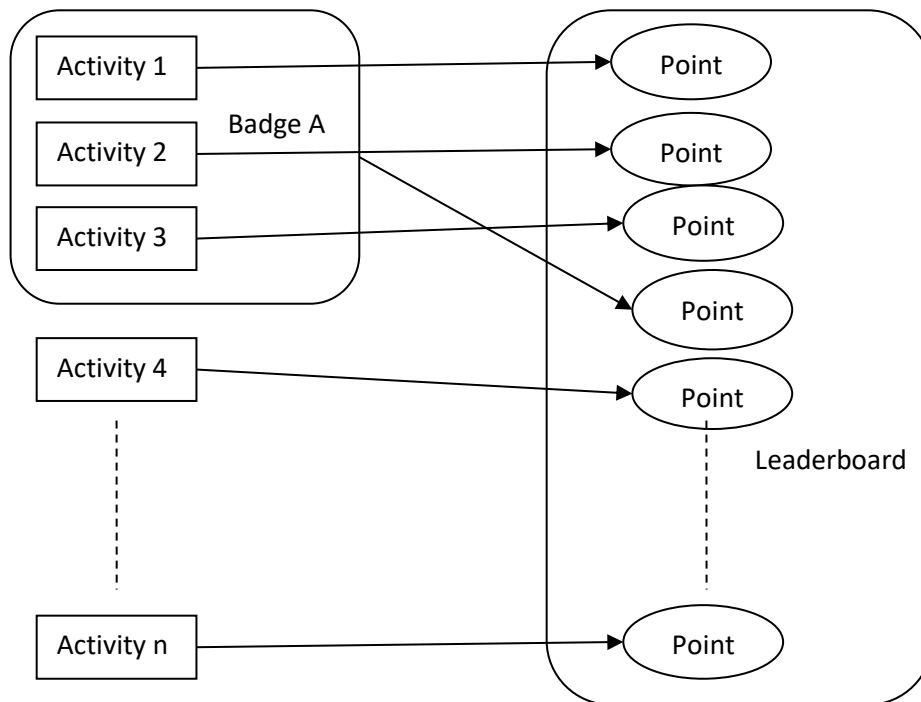 Activity 1
Point
Badge A
Activity 2
Point
Activity 3
Point
Point
Activity 4
Point
Leaderboard
Activity n
Point